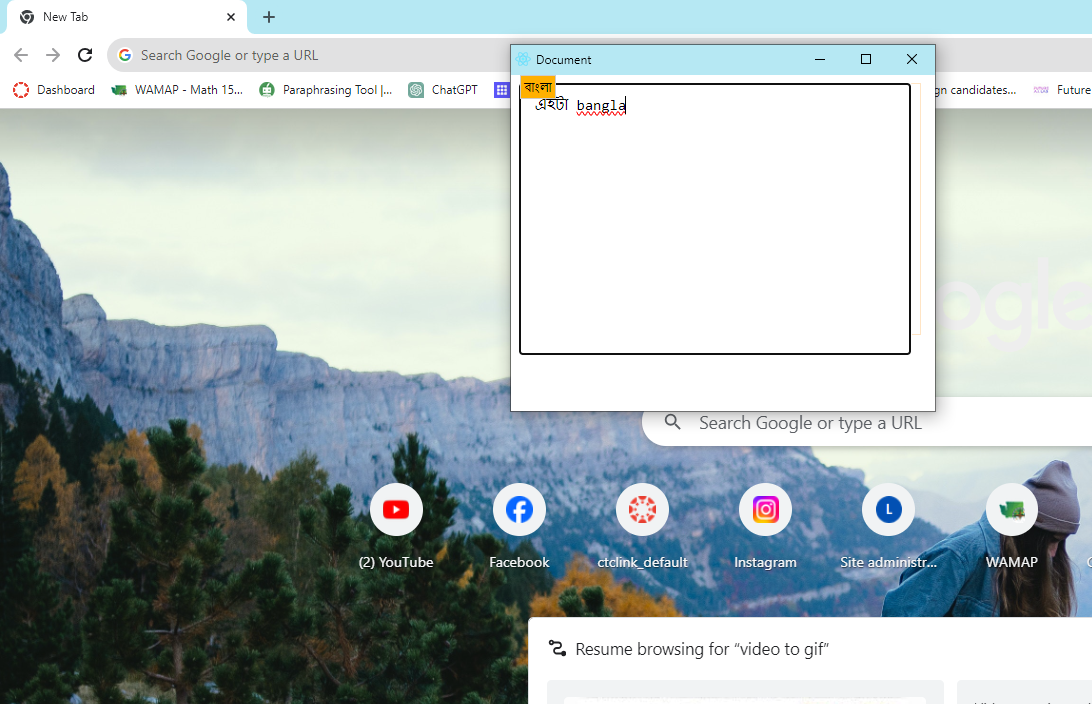 New Tab
Search Google or type a URL
Dashboard WAMAP - Math 15... Paraphrasing Tool |... ChatGPT gn candidates... Future
Document
বাংলা
এইটা bangla
ogle
Search Google or type a URL
(2) YouTube Facebook ctclink_default Instagram Site administr... WAMAP
L
Resume browsing for “video to gif”